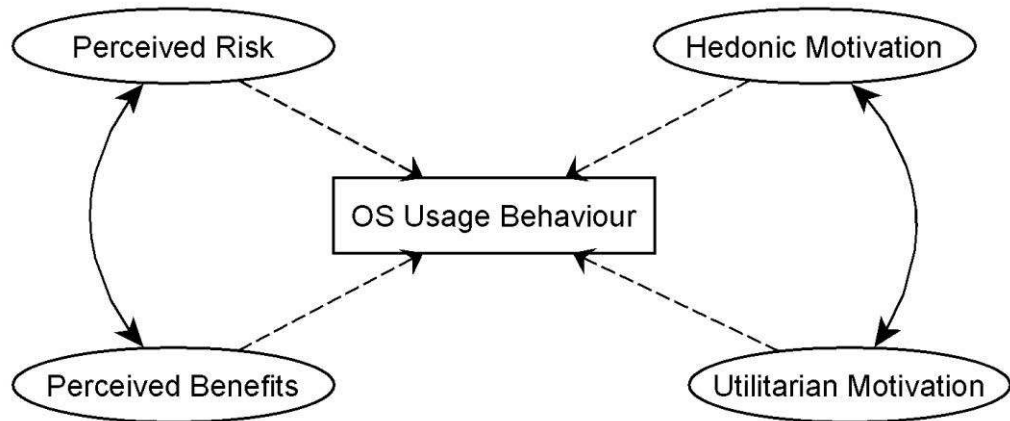 Perceived Risk
Hedonic Motivation
OS Usage Behaviour
Perceived Benefits
Utilitarian Motivation